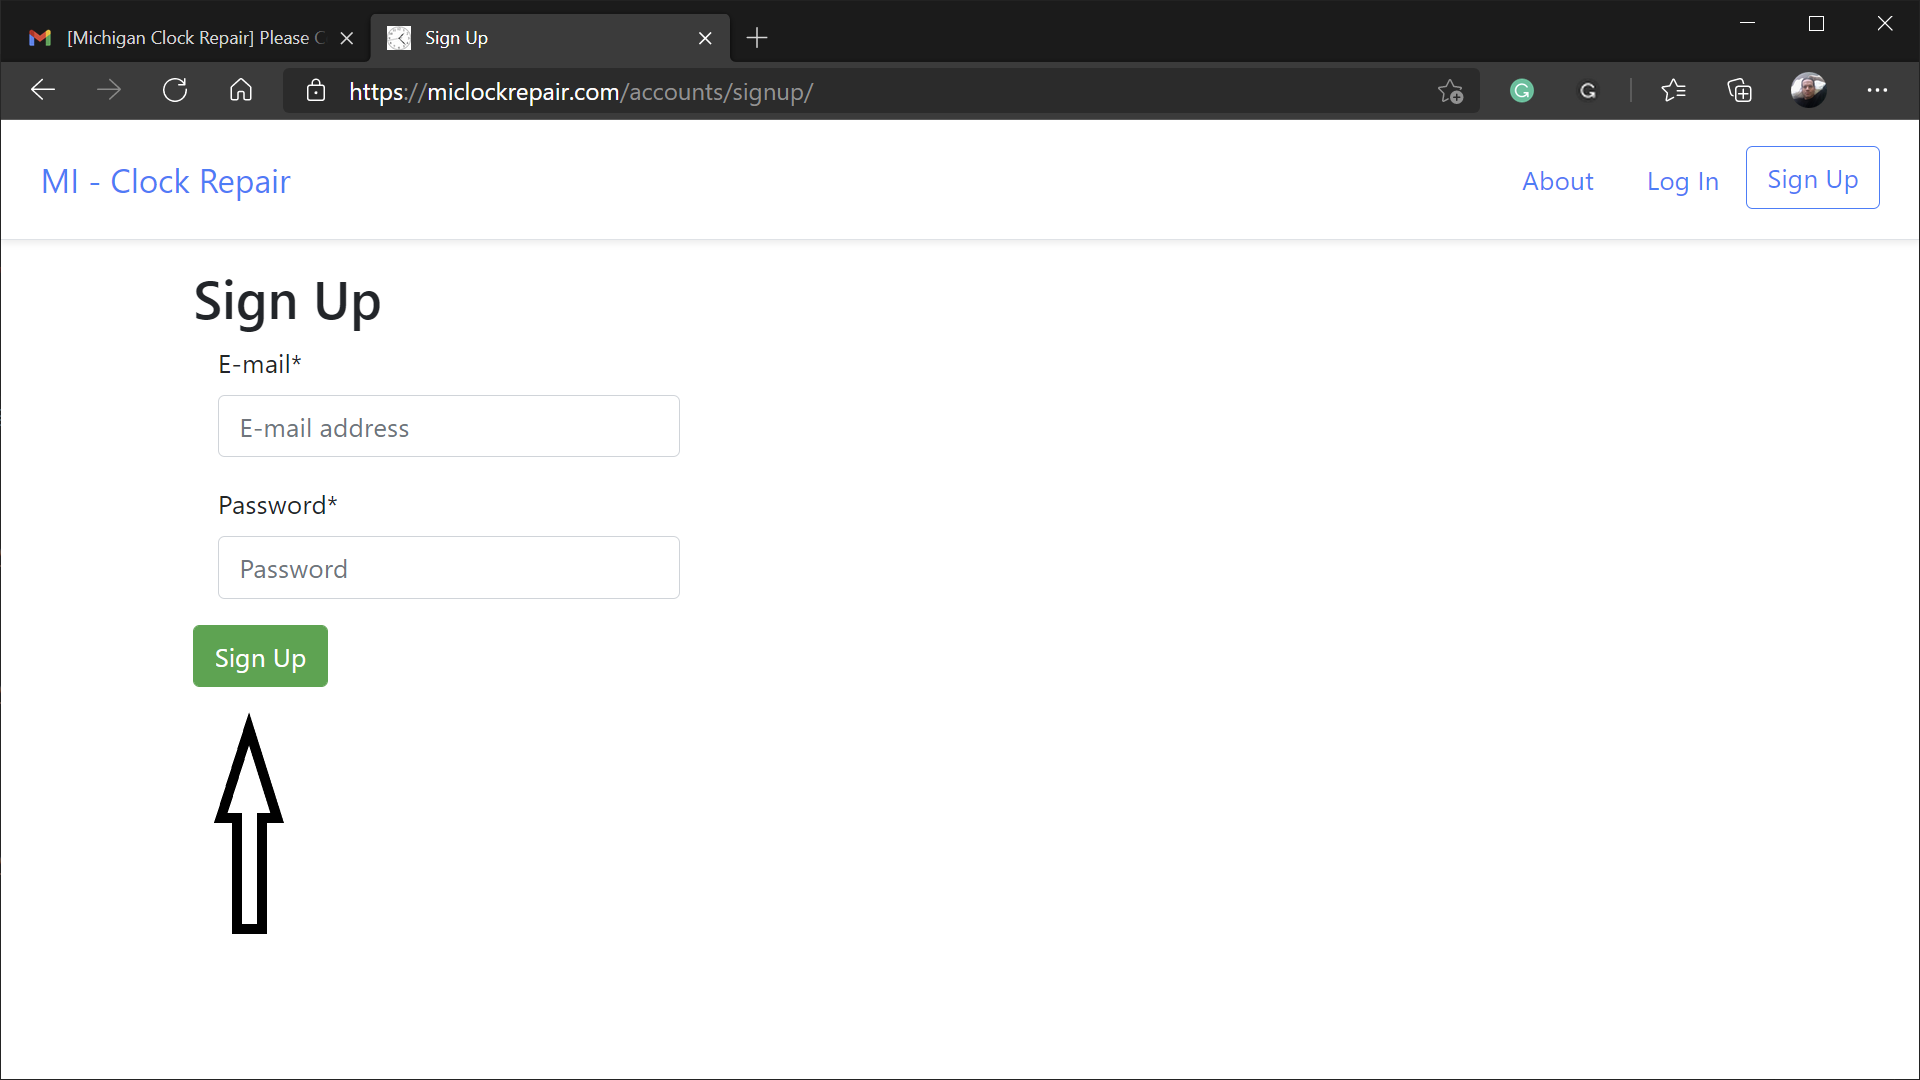 [Michigan Clock Repair] Please C
Sign Up
https://miclockrepair.com/accounts/signup/
MI - Clock Repair
About
Log In
Sign Up
Sign Up
E-mail*
E-mail address
Password*
Password
Sign Up